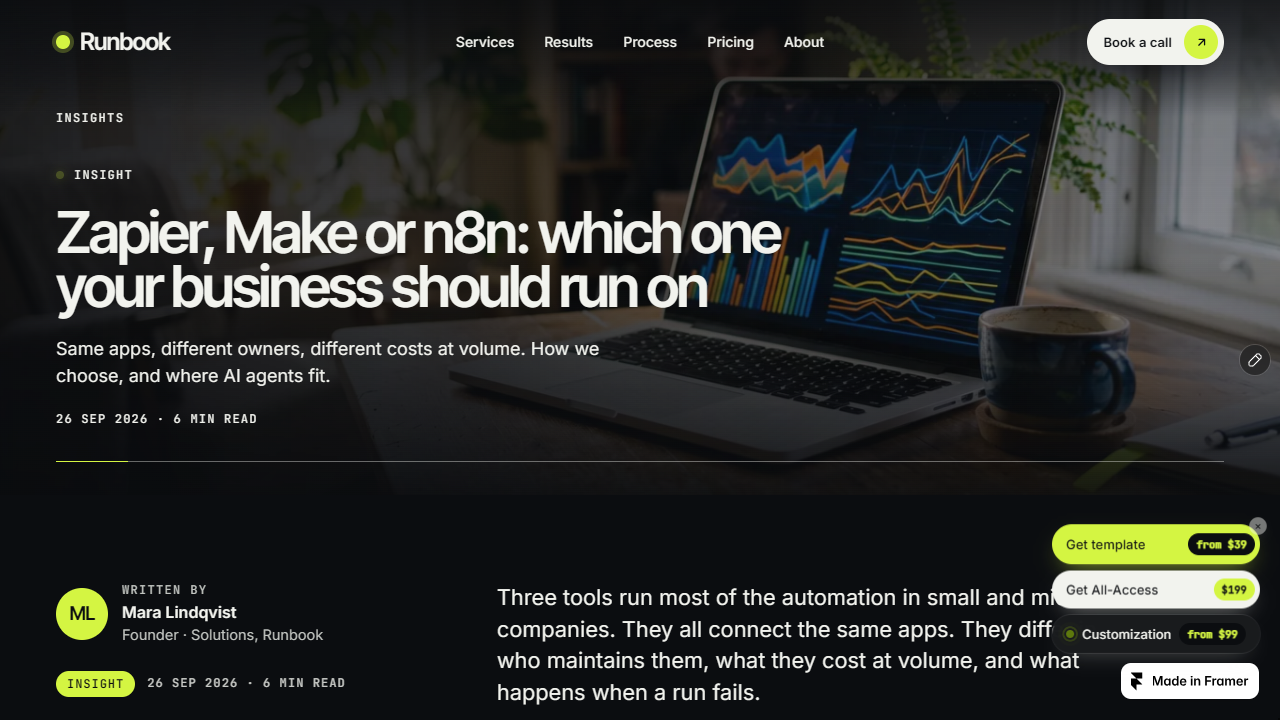 Runbook
Services
Results
Process
Pricing
About
Book a call
INSIGHTS
INSIGHT
Zapier, Make or n8n: which one
your business should run on
Same apps, different owners, different costs at volume. How we
choose, and where AI agents fit.
26 SEP 2026 · 6 MIN READ
Get template
from $39
Get All-Access
$199
Customization
from $99
Made in Framer
ML
WRITTEN BY
Mara Lindqvist
Founder · Solutions, Runbook
INSIGHT
26 SEP 2026 · 6 MIN READ
Three tools run most of the automation in small and
companies. They all connect the same apps. They
who maintains them, what they cost at volume, and what
happens when a run fails.